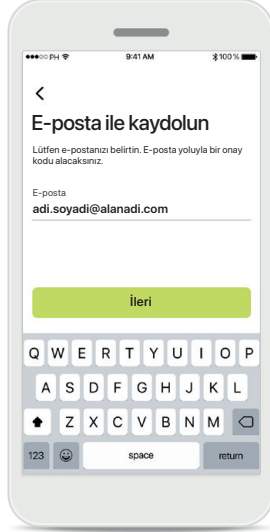 PH 9:41 AM 100 %
E-posta ile kaydolun
Lütfen e-postanızı belirtin. E-posta yoluyla bir onay
kodu alacaksınız.
E-posta
adi.soyadi@alanadi.com
İleri
Q W E R T Y U I O P
A S D F G H J K L
Z X C V B N M
123 space return